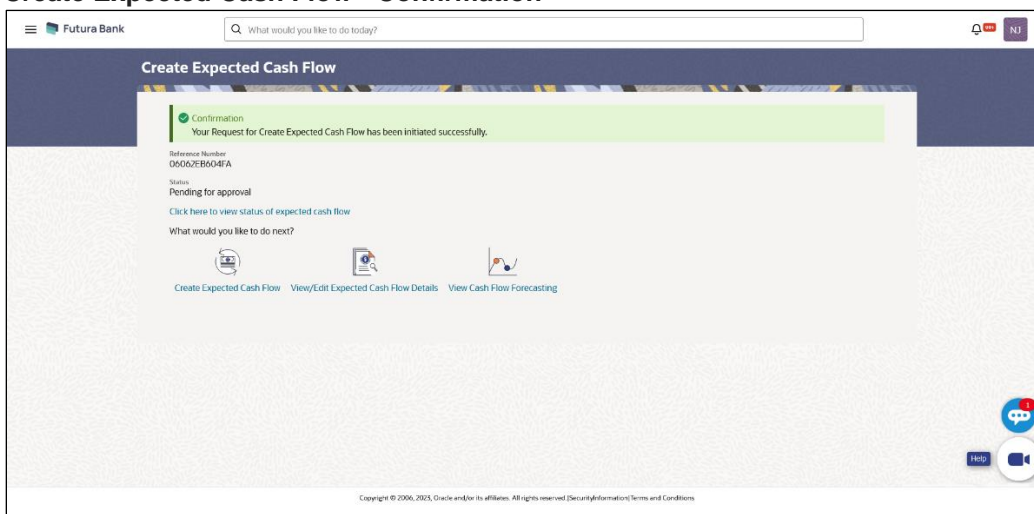 Create Expected Cash Flow - Confirmation
Futura Bank
What would you like to do today?
NJ
Create Expected Cash Flow
Confirmation
Your Request for Create Expected Cash Flow has been initiated successfully.
Reference Number
06062EB604FA
Status
Pending for approval
Click here to view status of expected cash flow
What would you like to do next?
Create Expected Cash Flow View/Edit Expected Cash Flow Details View Cash Flow Forecasting
1
Help
Copyright © 2006, 2023, Oracle and/or its affiliates. All rights reserved.|SecurityInformation|Terms and Conditions